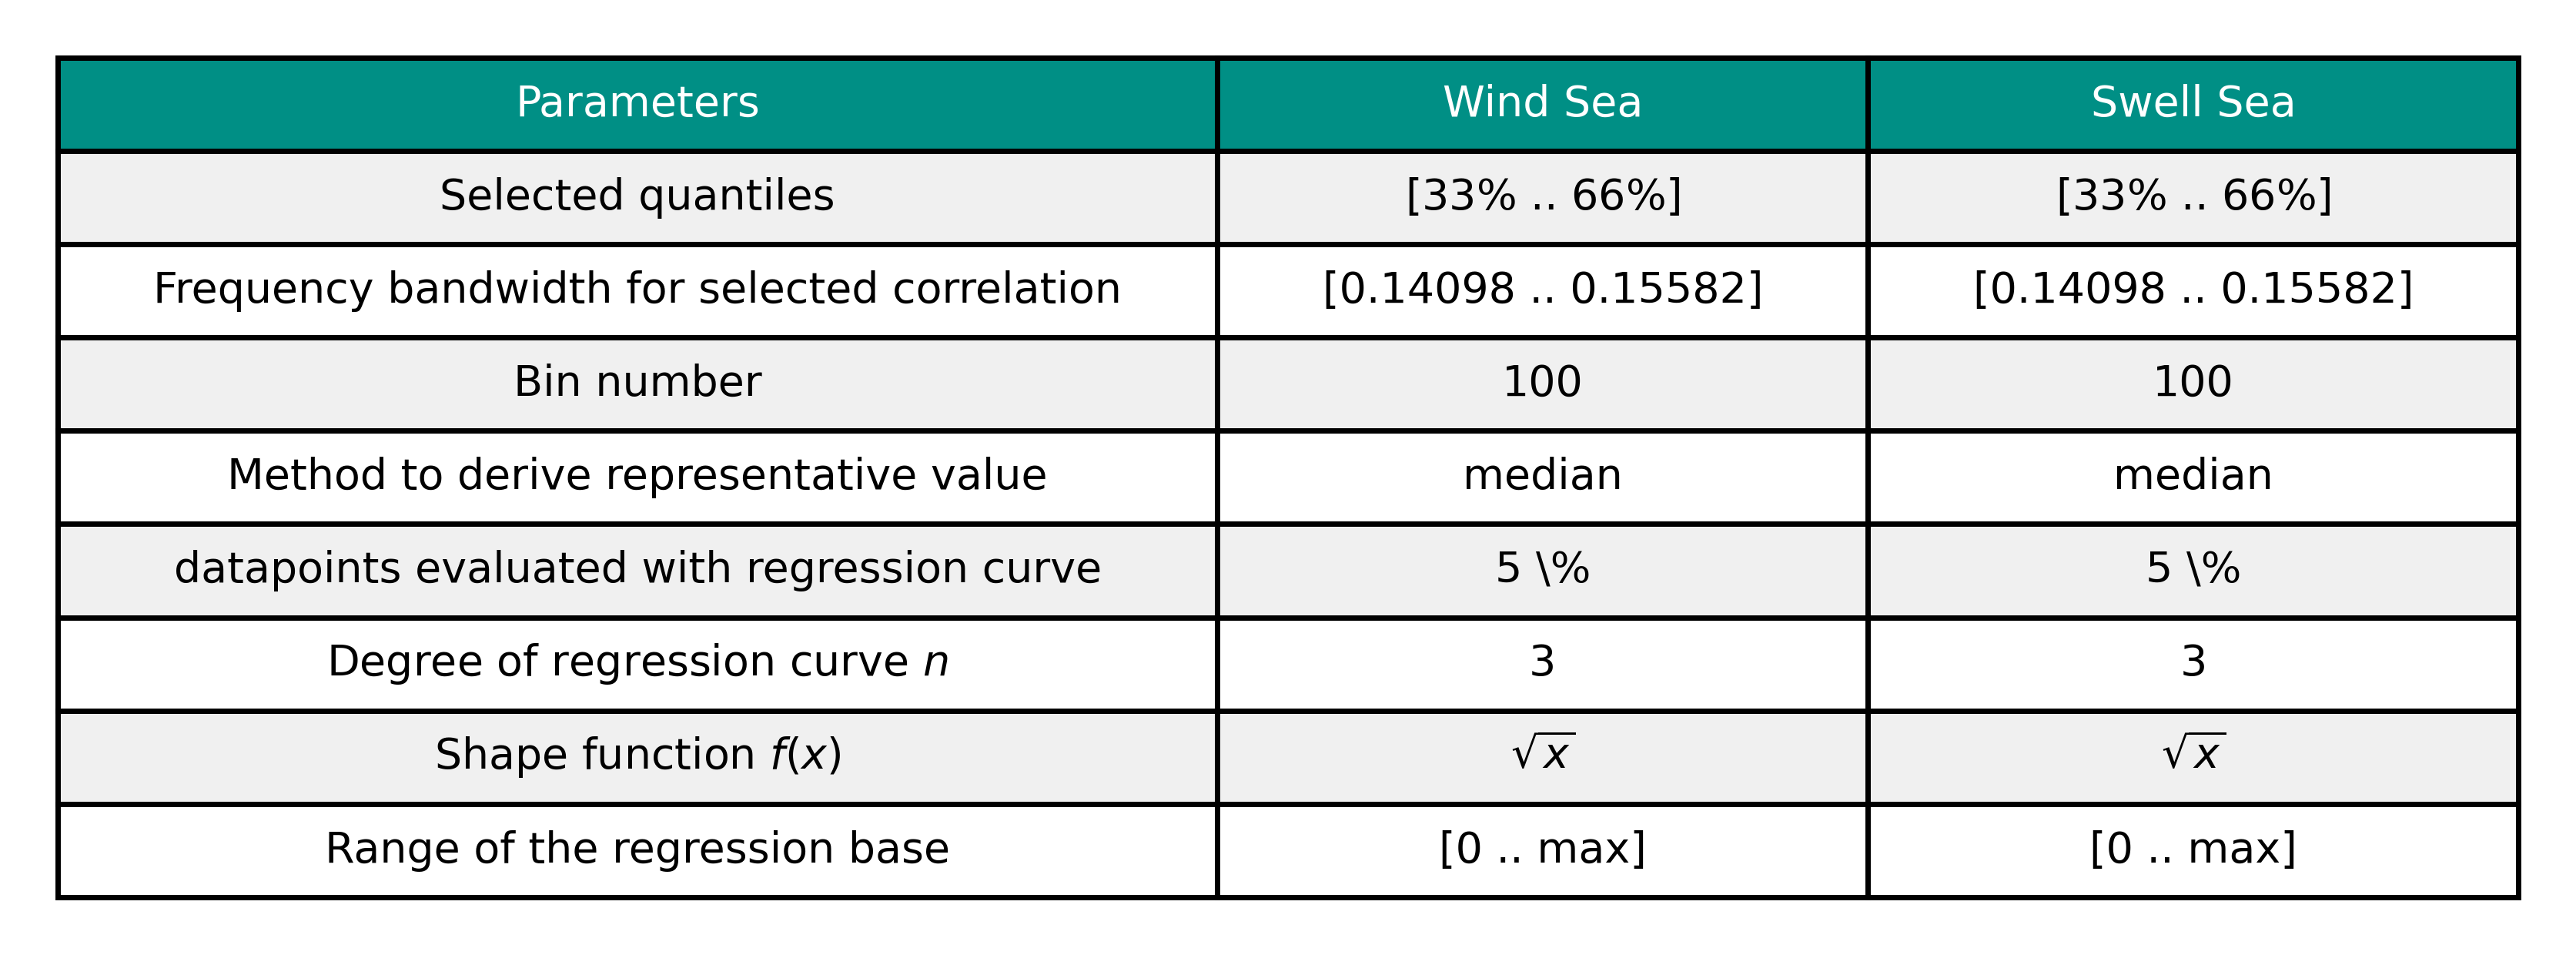 Parameters Wind Sea Swell Sea
Selected quantiles [33% .. 66%] [33% .. 66%]
Frequency bandwidth for selected correlation [0.14098 .. 0.15582] [0.14098 .. 0.15582]
Bin number 100 100
Method to derive representative value median median
datapoints evaluated with regression curve 5 \% 5 \%
Degree of regression curve n 3 3
Shape function f(x) √x √x
Range of the regression base [0 .. max] [0 .. max]